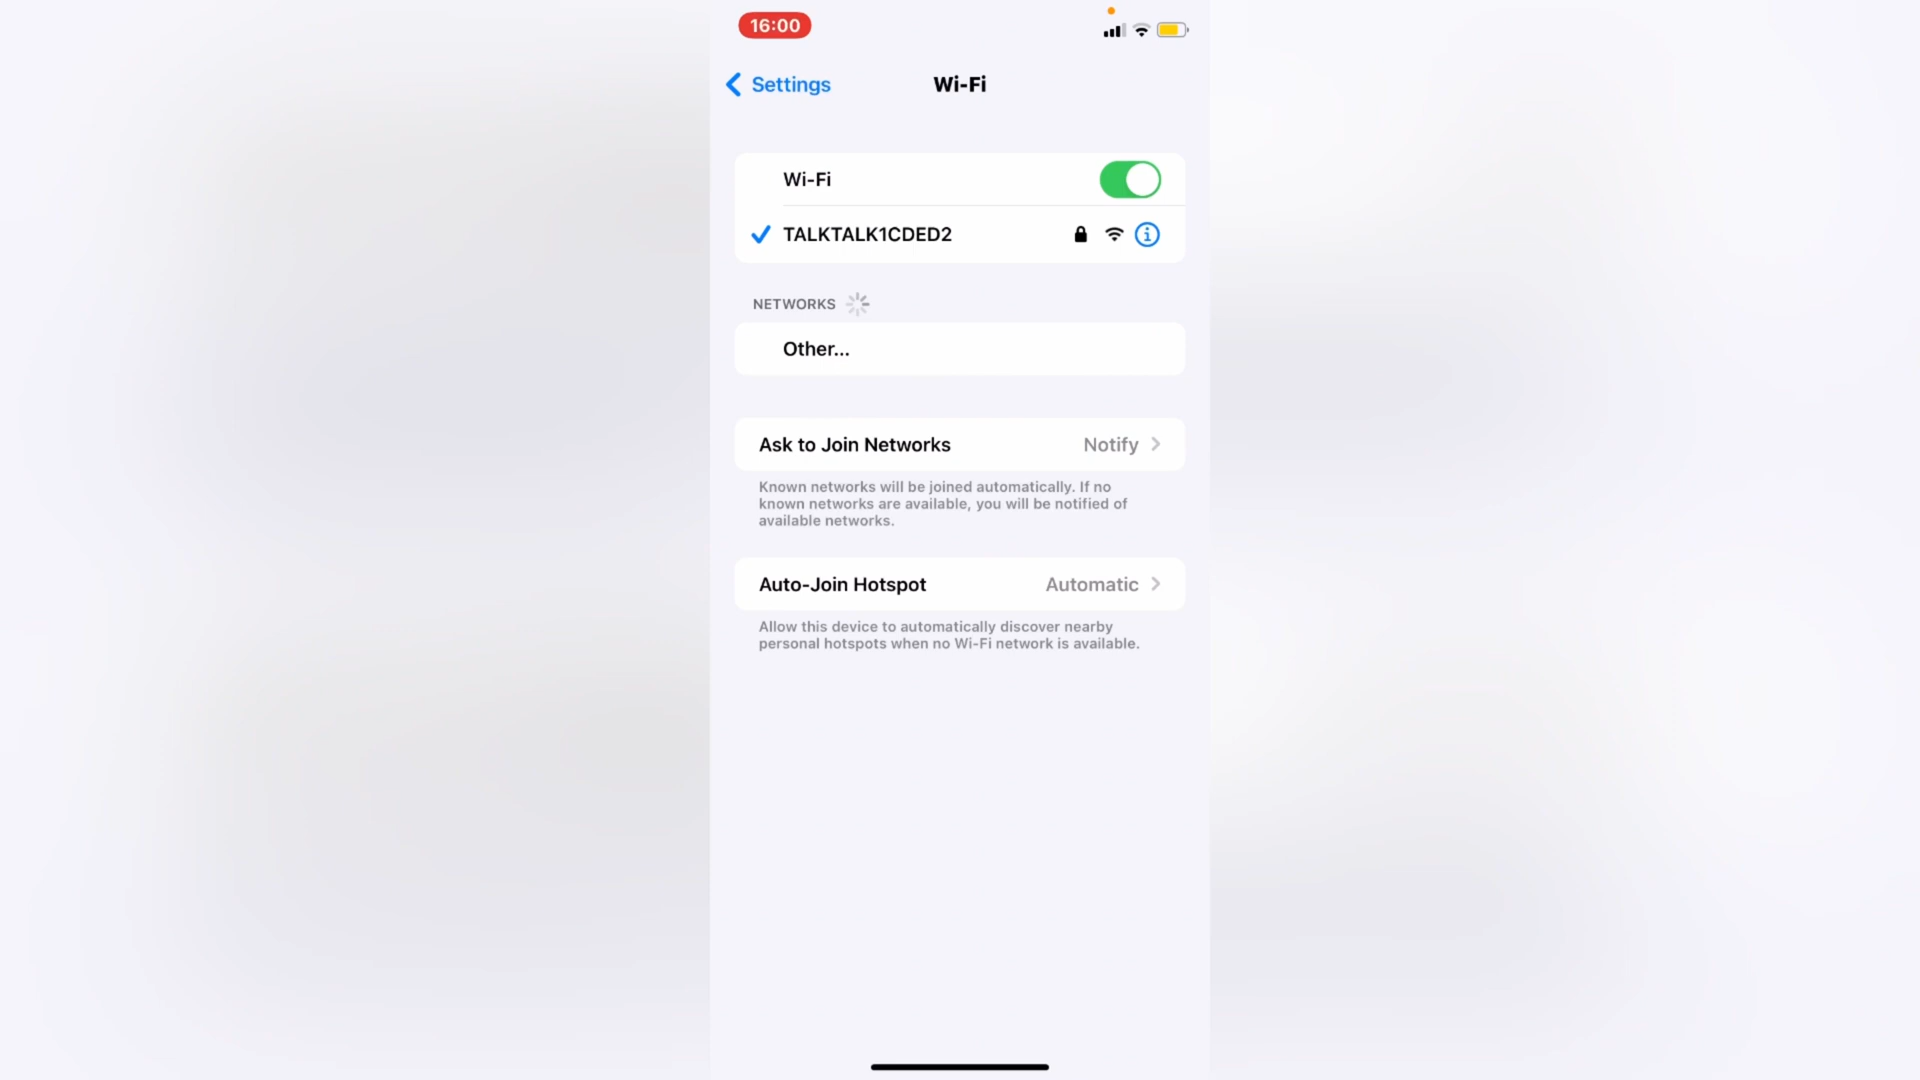 16:00
Settings
Wi-Fi
Wi-Fi
TALKTALK1CDED2
NETWORKS
Other...
Ask to Join Networks Notify
Known networks will be joined automatically. If no
known networks are available, you will be notified of
available networks.
Auto-Join Hotspot Automatic
Allow this device to automatically discover nearby
personal hotspots when no Wi-Fi network is available.